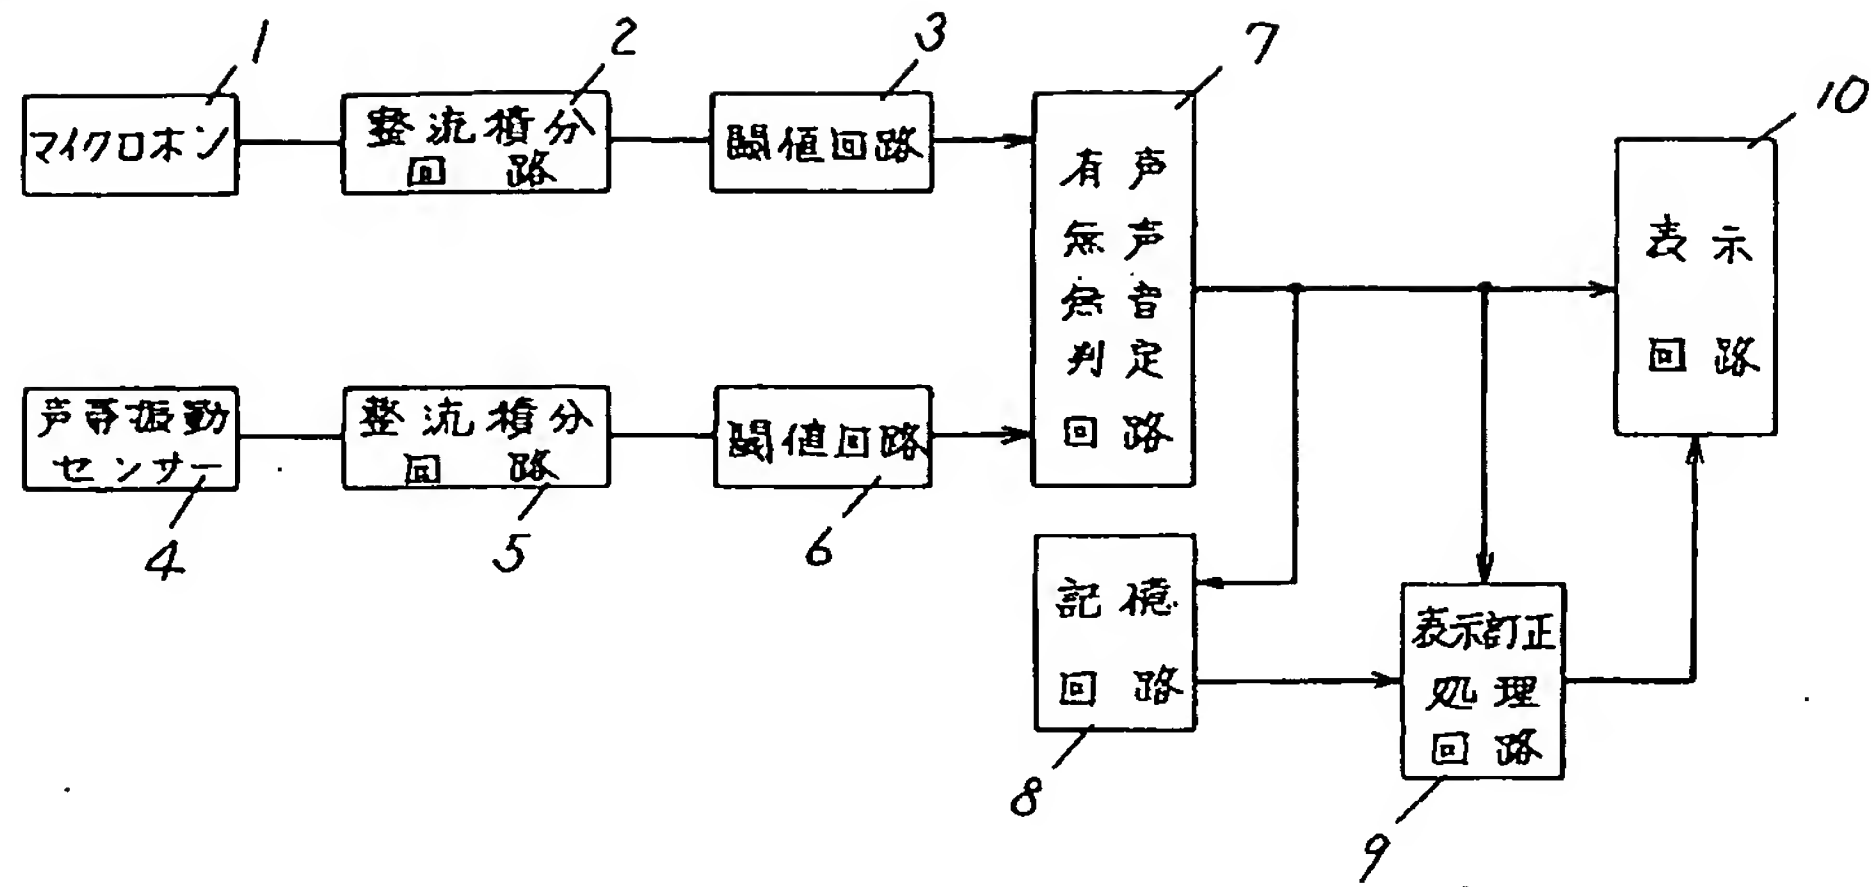 1
2
3
7
10
マイクロホン
整流積分
回路
閾値回路
有声
無声
無音
判定
回路
表示
回路
声帯振動
センサー
整流積分
回路
閾値回路
4
5
6
記憶
回路
表示訂正
処理
回路
8
9